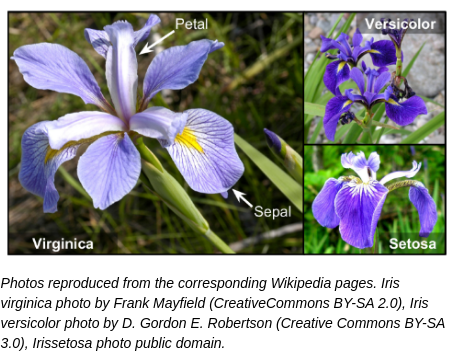 Petal
Versicolor
Sepal
Virginica
Setosa
Photos reproduced from the corresponding Wikipedia pages. Iris
virginica photo by Frank Mayfield (CreativeCommons BY-SA 2.0), Iris
versicolor photo by D. Gordon E. Robertson (Creative Commons BY-SA
3.0), Irissetosa photo public domain.